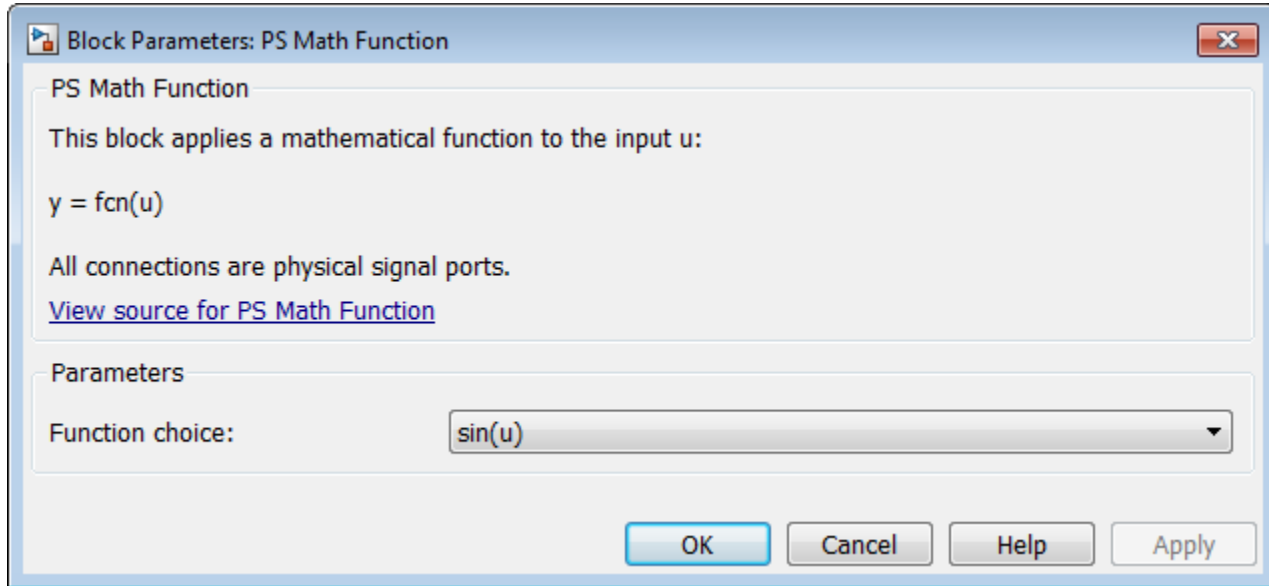 Block Parameters: PS Math Function
PS Math Function
This block applies a mathematical function to the input u:
y = fcn(u)
All connections are physical signal ports.
View source for PS Math Function
Parameters
Function choice: sin(u)
OK Cancel Help Apply